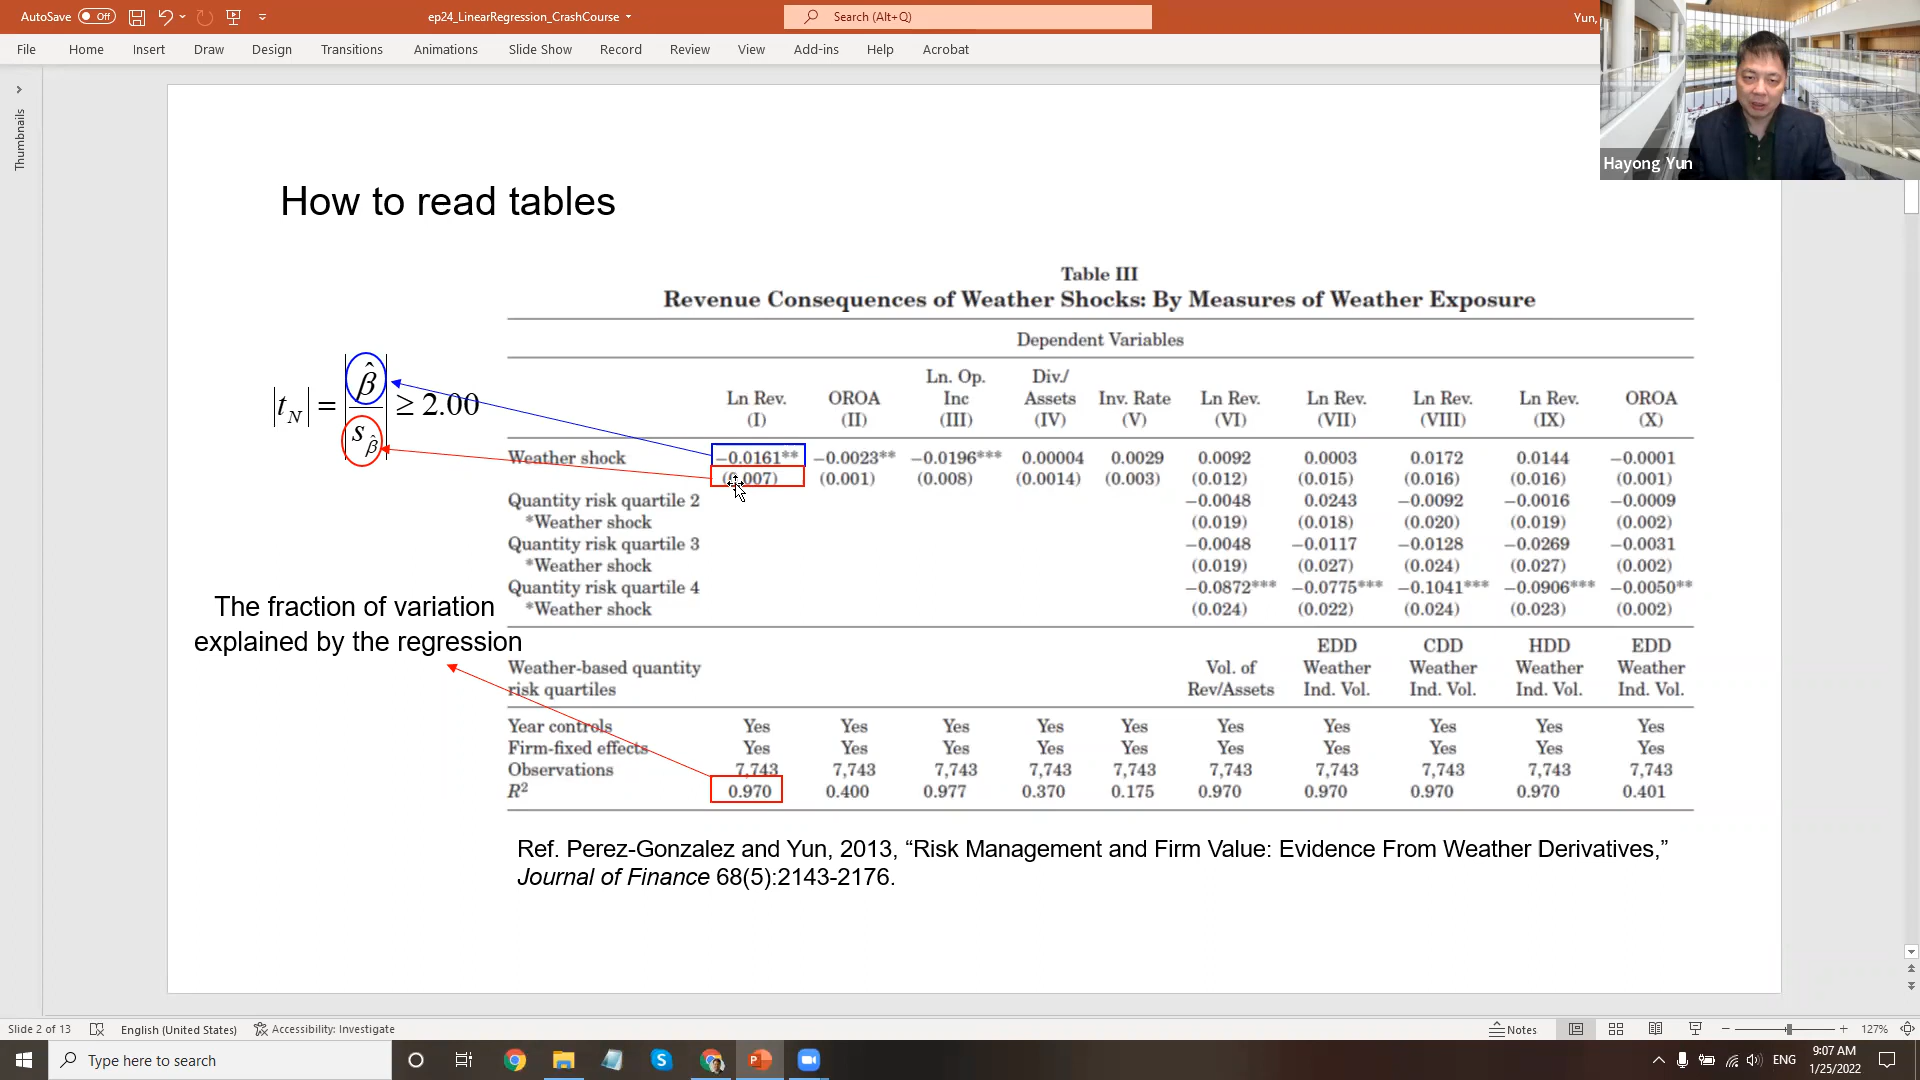 AutoSave Off ep24_LinearRegression_CrashCourse Search (Alt+Q) Yun,
File Home Insert Draw Design Transitions Animations Slide Show Record Review View Add-ins Help Acrobat
Hayong Yun
Thumbnails
How to read tables
Table III
Revenue Consequences of Weather Shocks: By Measures of Weather Exposure
Dependent Variables
Ln. Op. Div./
Ln Rev. OROA Inc Assets Inv. Rate Ln Rev. Ln Rev. Ln Rev. Ln Rev. OROA
(I) (II) (III) (IV) (V) (VI) (VII) (VIII) (IX) (X)
|t_N| = |β̂ / s_β̂| ≥ 2.00
Weather shock −0.0161** −0.0023** −0.0196*** 0.00004 0.0029 0.0092 0.0003 0.0172 0.0144 −0.0001
(0.007) (0.001) (0.008) (0.0014) (0.003) (0.012) (0.015) (0.016) (0.016) (0.001)
Quantity risk quartile 2 −0.0048 0.0243 −0.0092 −0.0016 −0.0009
*Weather shock (0.019) (0.018) (0.020) (0.019) (0.002)
Quantity risk quartile 3 −0.0048 −0.0117 −0.0128 −0.0269 −0.0031
*Weather shock (0.019) (0.027) (0.024) (0.027) (0.002)
Quantity risk quartile 4 −0.0872*** −0.0775*** −0.1041*** −0.0906*** −0.0050**
*Weather shock (0.024) (0.022) (0.024) (0.023) (0.002)
The fraction of variation
explained by the regression
EDD CDD HDD EDD
Weather-based quantity Vol. of Weather Weather Weather Weather
risk quartiles Rev/Assets Ind. Vol. Ind. Vol. Ind. Vol. Ind. Vol.
Year controls Yes Yes Yes Yes Yes Yes Yes Yes Yes Yes
Firm-fixed effects Yes Yes Yes Yes Yes Yes Yes Yes Yes Yes
Observations 7,743 7,743 7,743 7,743 7,743 7,743 7,743 7,743 7,743 7,743
R² 0.970 0.400 0.977 0.370 0.175 0.970 0.970 0.970 0.970 0.401
Ref. Perez-Gonzalez and Yun, 2013, “Risk Management and Firm Value: Evidence From Weather Derivatives,”
Journal of Finance 68(5):2143-2176.
Slide 2 of 13 English (United States) Accessibility: Investigate Notes 127%
Type here to search ENG 9:07 AM
1/25/2022